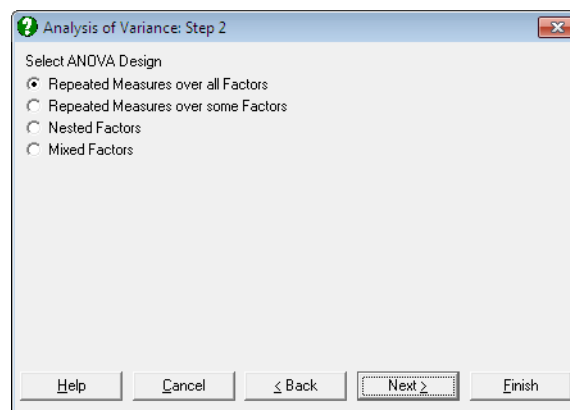 Analysis of Variance: Step 2
Select ANOVA Design
Repeated Measures over all Factors
Repeated Measures over some Factors
Nested Factors
Mixed Factors
Help Cancel < Back Next > Finish